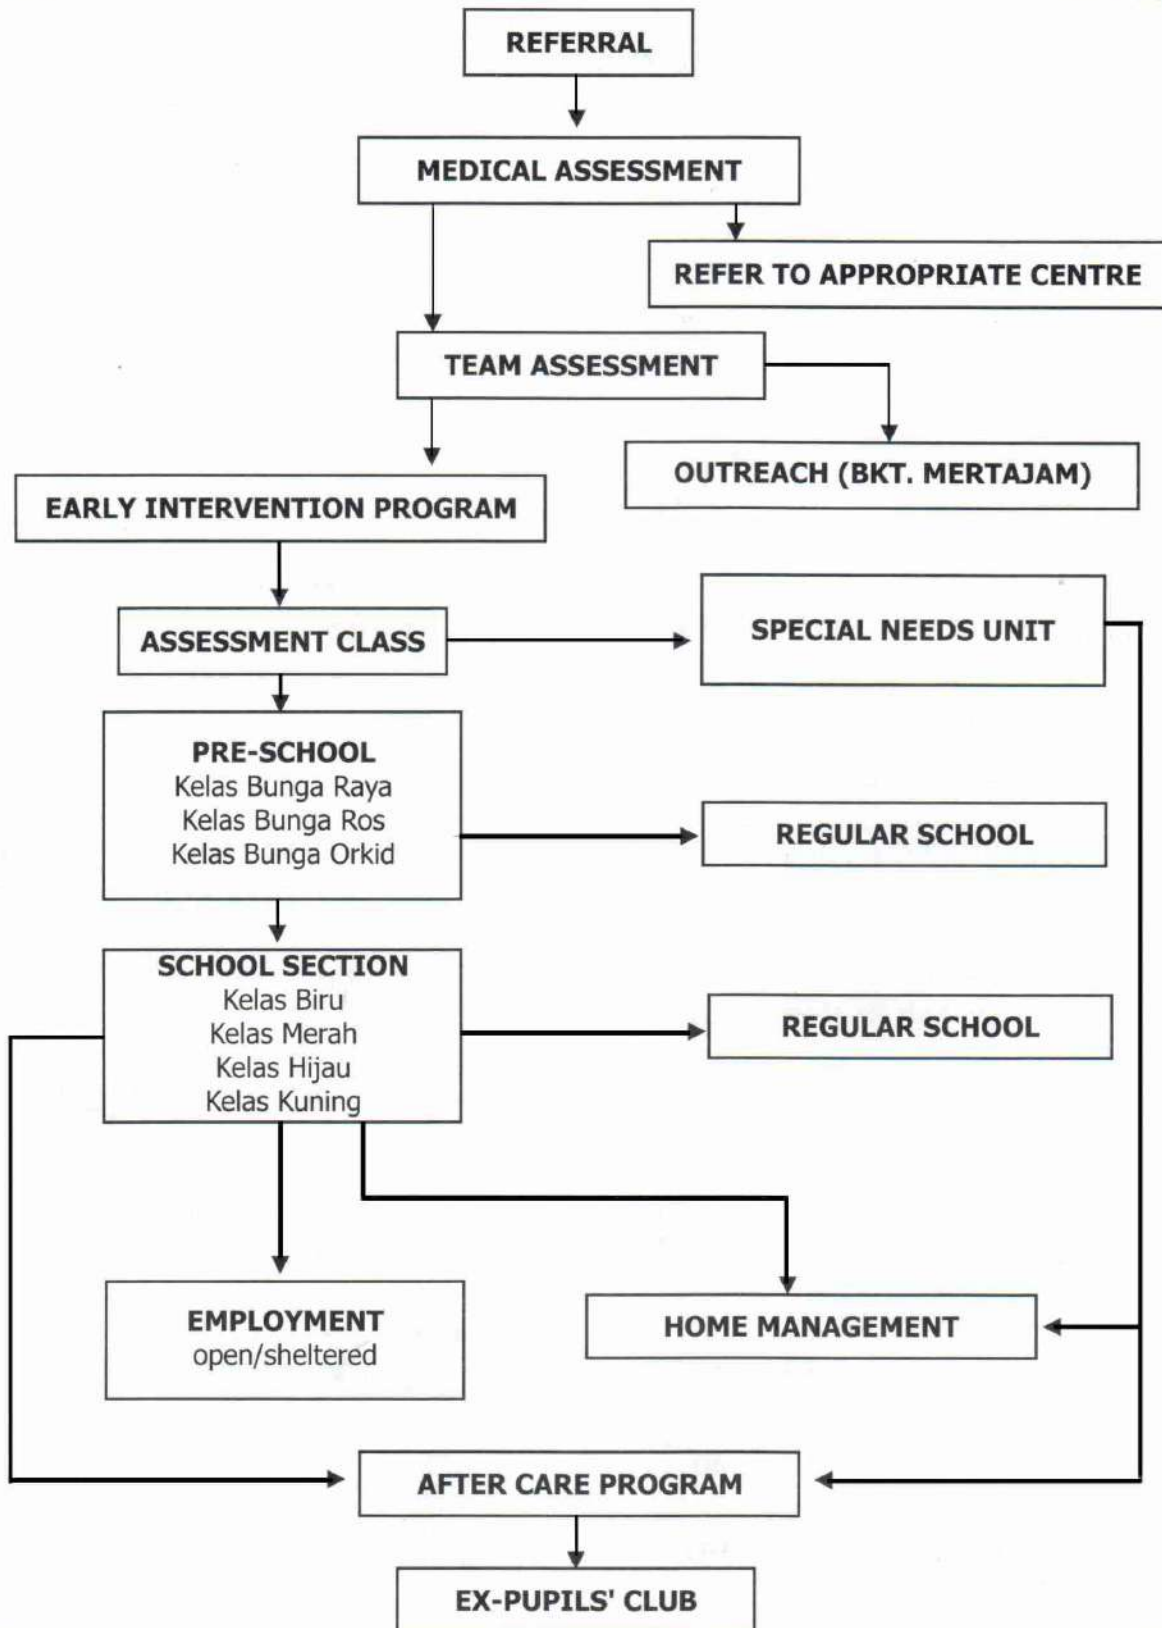 REFERRAL
MEDICAL ASSESSMENT
REFER TO APPROPRIATE CENTRE
TEAM ASSESSMENT
OUTREACH (BKT. MERTAJAM)
EARLY INTERVENTION PROGRAM
ASSESSMENT CLASS
SPECIAL NEEDS UNIT
PRE-SCHOOL
Kelas Bunga Raya
Kelas Bunga Ros
Kelas Bunga Orkid
REGULAR SCHOOL
SCHOOL SECTION
Kelas Biru
Kelas Merah
Kelas Hijau
Kelas Kuning
REGULAR SCHOOL
EMPLOYMENT
open/sheltered
HOME MANAGEMENT
AFTER CARE PROGRAM
EX-PUPILS' CLUB